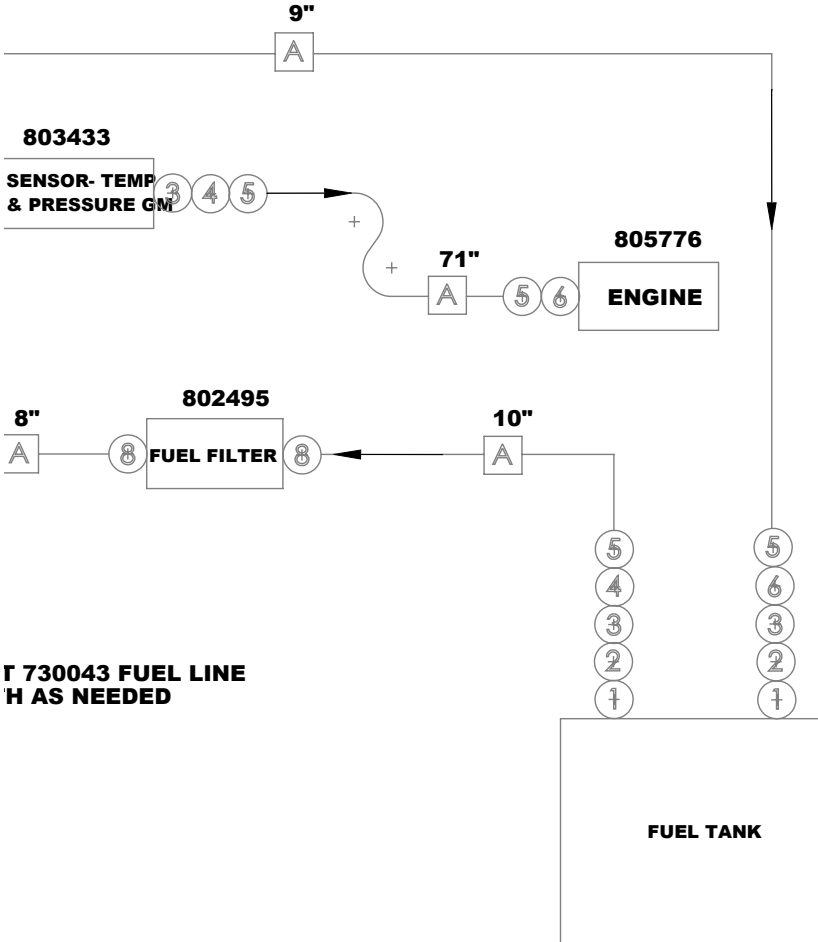 9"
A
803433
SENSOR- TEMP
& PRESSURE GM
3 4 5
805776
71"
A
5 6
ENGINE
802495
8"
A
8
FUEL FILTER
8
10"
A
5
4
3
2
1
5
6
3
2
1
T 730043 FUEL LINE
TH AS NEEDED
FUEL TANK